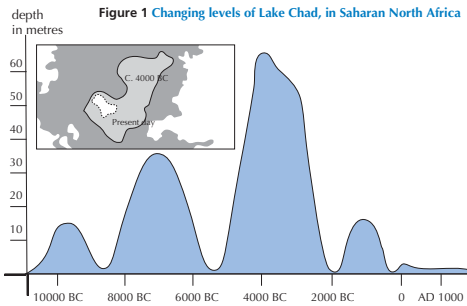 Figure 1 Changing levels of Lake Chad, in Saharan North Africa
depth
in metres
60
50
40
30
20
10
C. 4000 BC
Present day
10000 BC
8000 BC
6000 BC
4000 BC
2000 BC
0
AD 1000